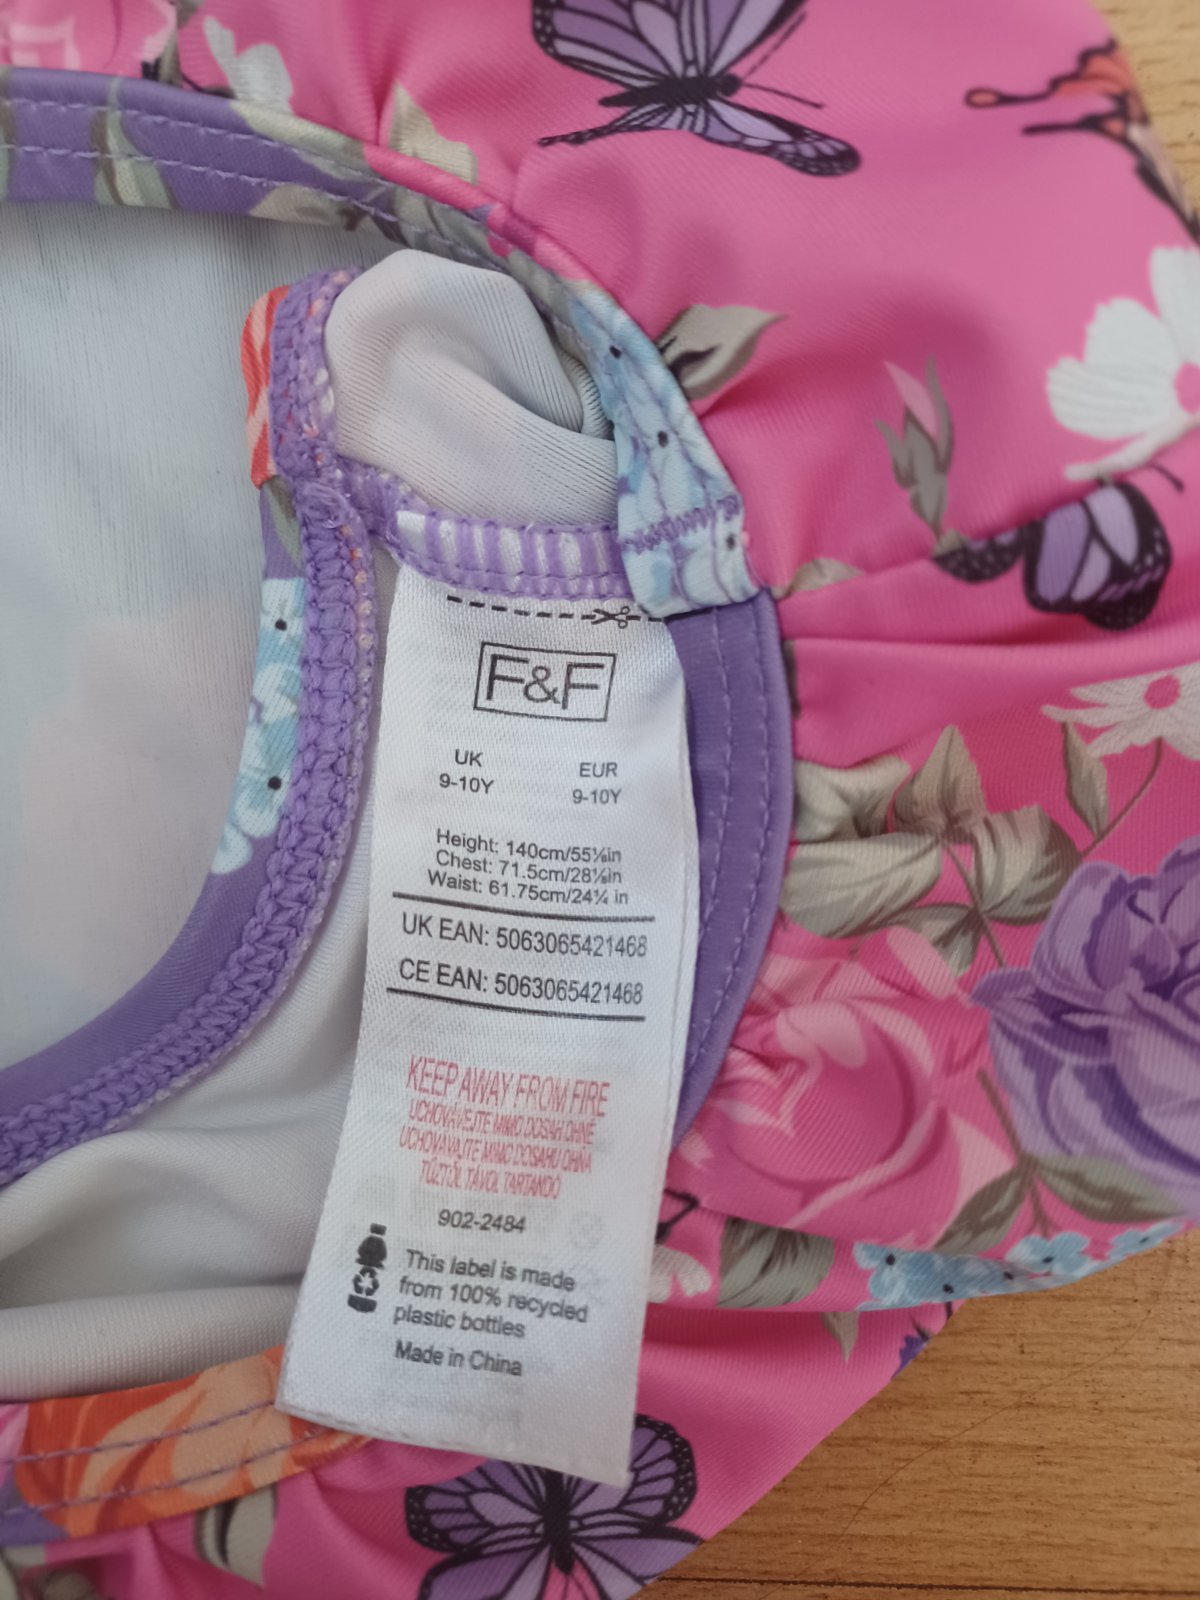 F&F
UK EUR
9-10Y 9-10Y
Height: 140cm/55⅛in
Chest: 71.5cm/28⅛in
Waist: 61.75cm/24¼ in
UK EAN: 5063065421468
CE EAN: 5063065421468
KEEP AWAY FROM FIRE
UCHOVÁVEJTE MIMO DOSAH OHNĚ
UCHOVÁVAJTE MIMO DOSAHU OHŇA
TŰZTŐL TÁVOL TARTANDÓ
902-2484
This label is made
from 100% recycled
plastic bottles
Made in China